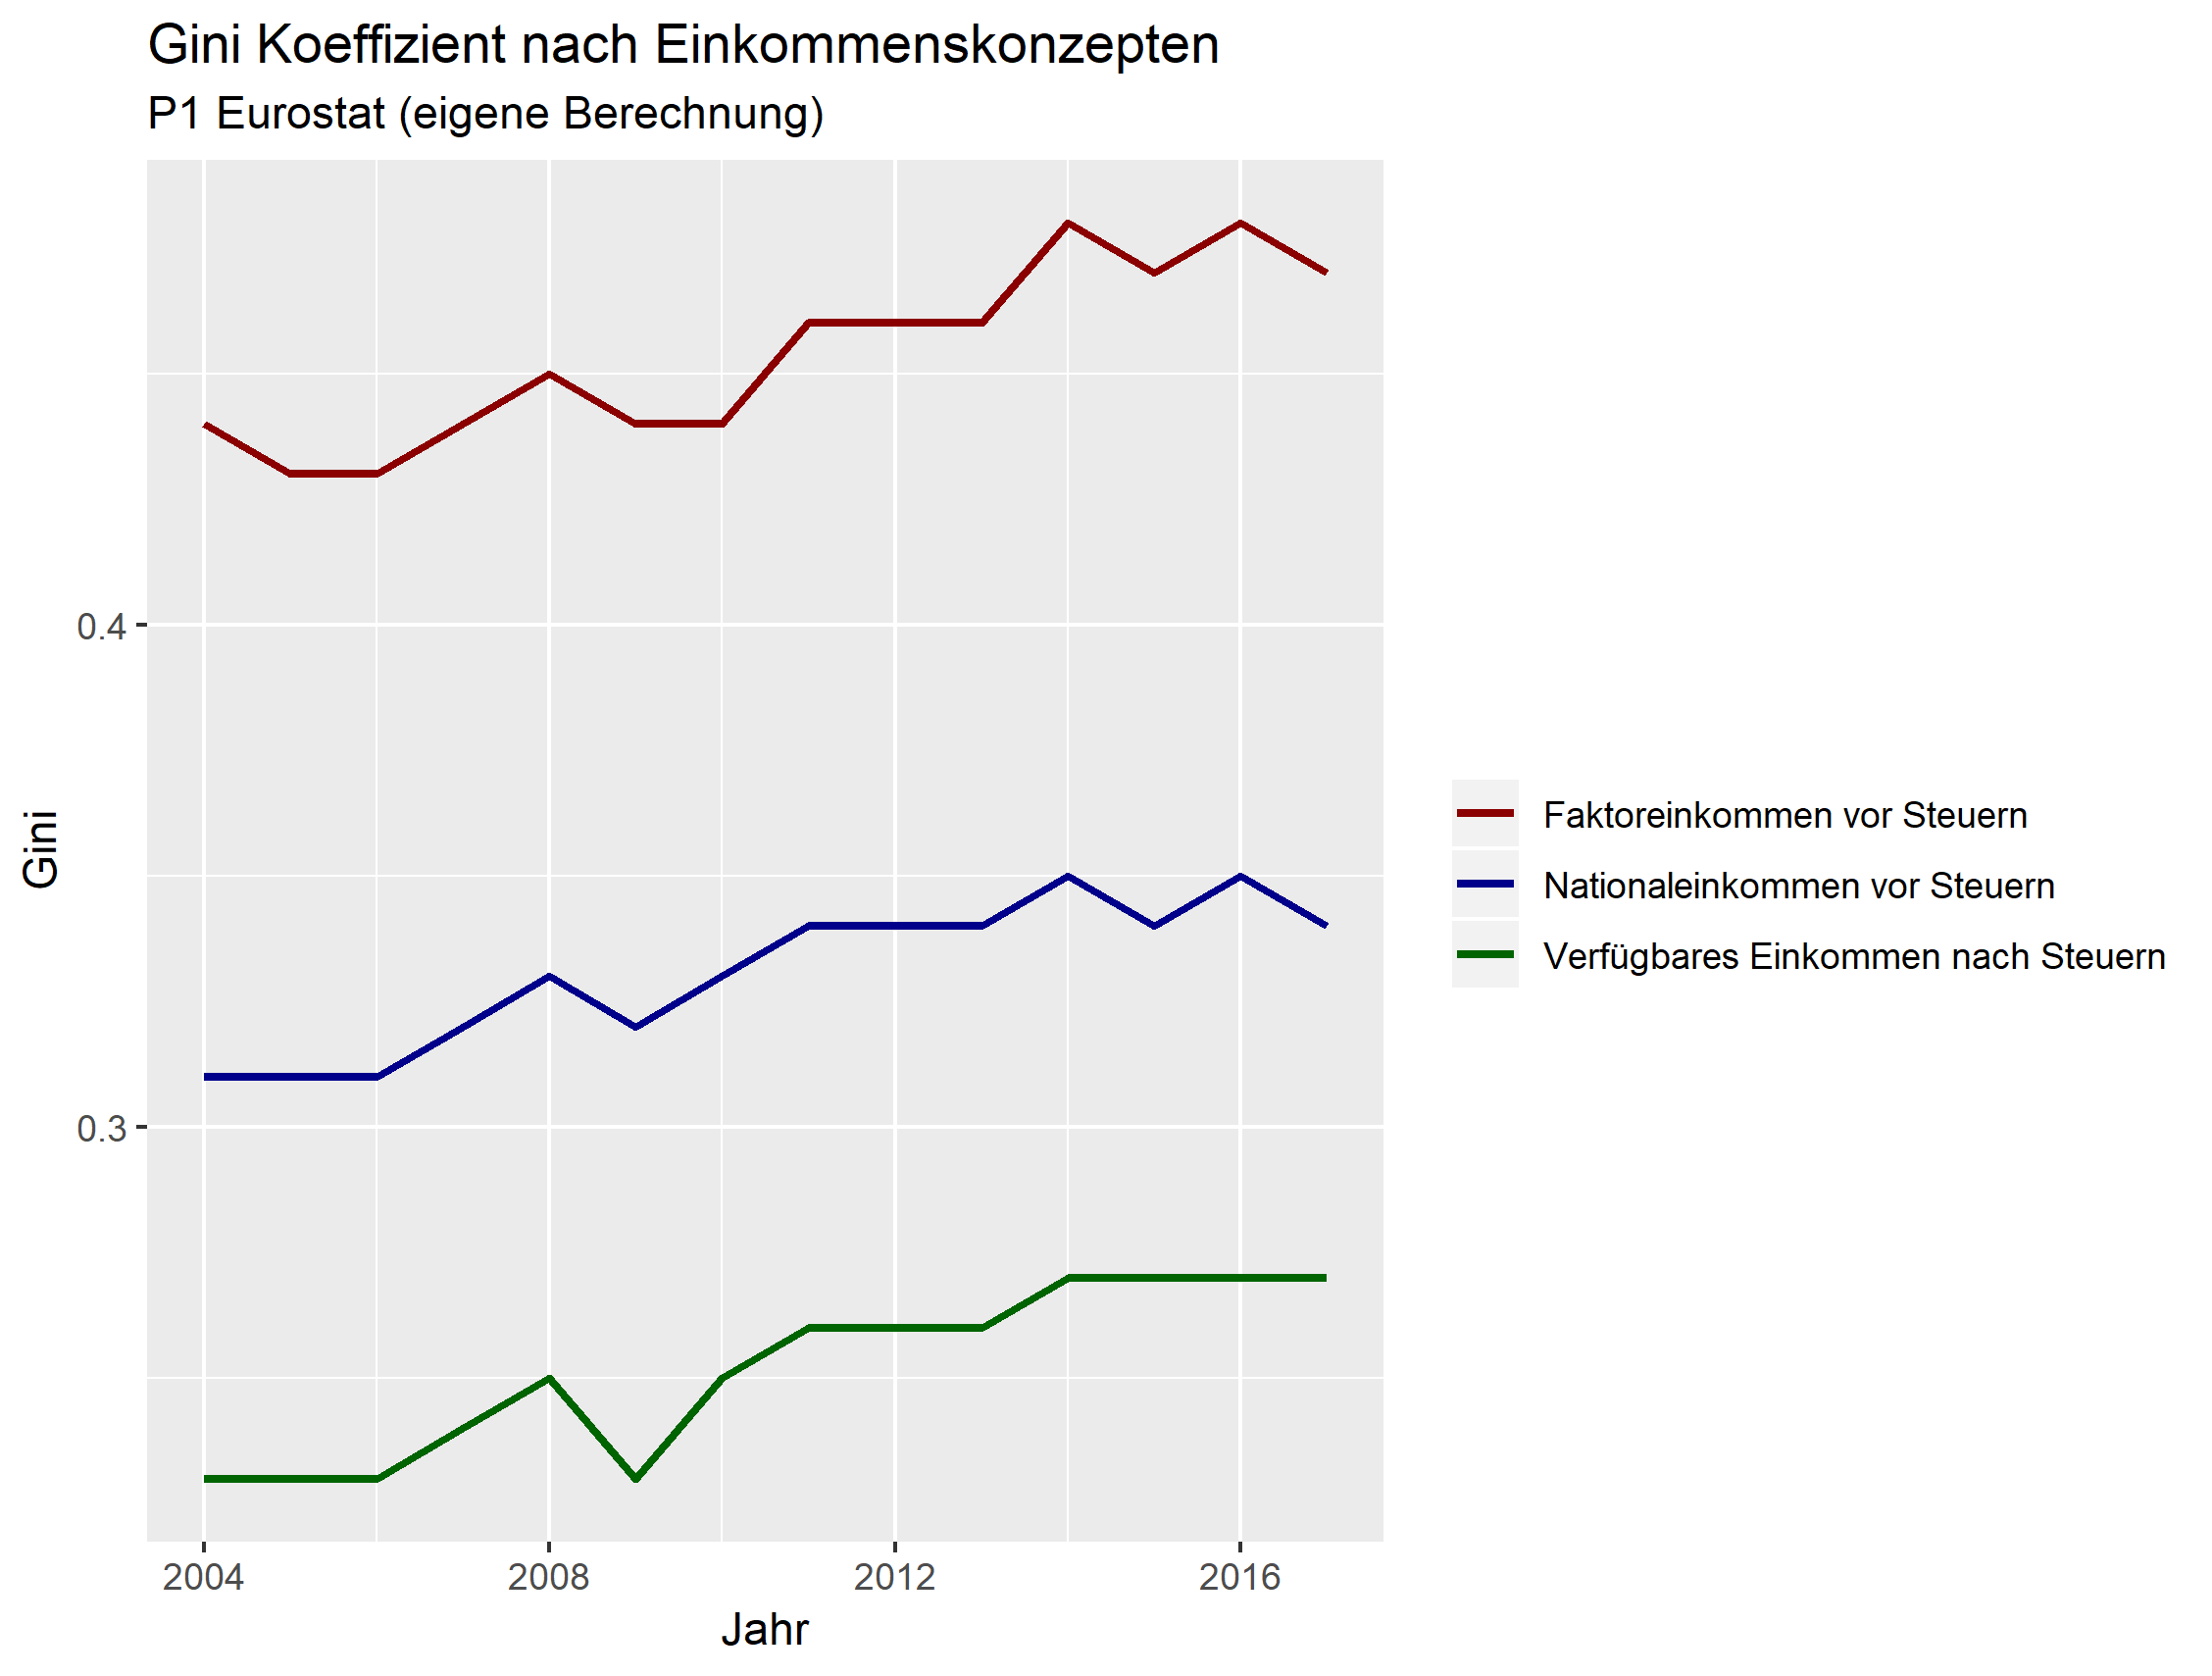 Gini Koeffizient nach Einkommenskonzepten
P1 Eurostat (eigene Berechnung)
Gini
0.4
0.3
2004 2008 2012 2016
Jahr
Faktoreinkommen vor Steuern
Nationaleinkommen vor Steuern
Verfügbares Einkommen nach Steuern